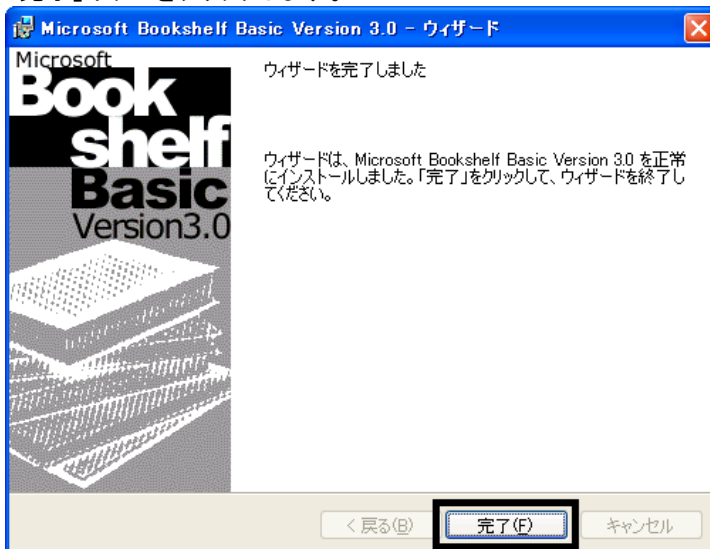 Microsoft Bookshelf Basic Version 3.0 - ウィザード
Microsoft
Book
shelf
Basic
Version3.0
ウィザードを完了しました
ウィザードは、Microsoft Bookshelf Basic Version 3.0 を正常
にインストールしました。「完了」をクリックして、ウィザードを終了し
てください。
< 戻る(B)
完了(F)
キャンセル